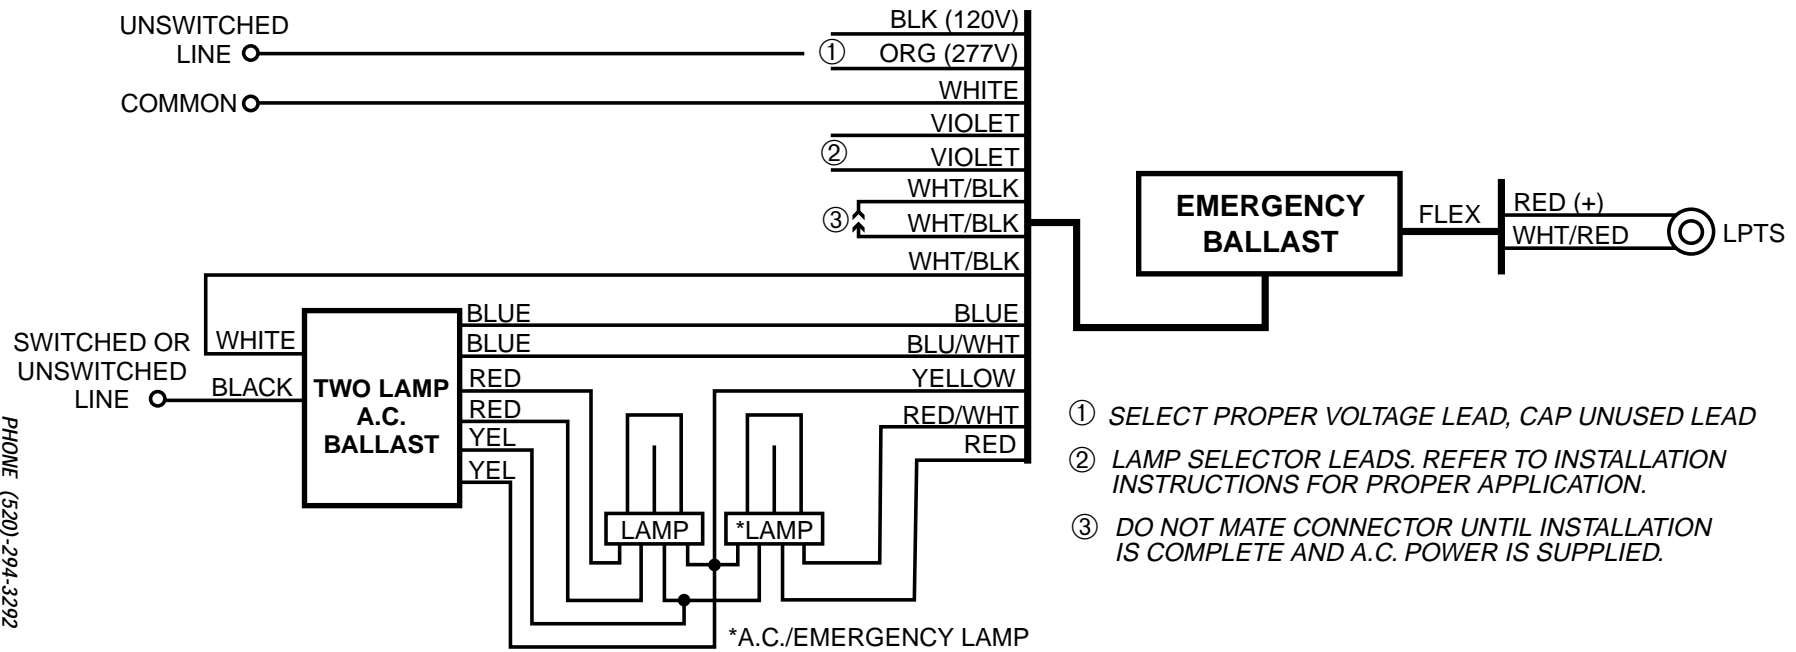 UNSWITCHED
LINE
COMMON
BLK (120V)
① ORG (277V)
WHITE
VIOLET
② VIOLET
WHT/BLK
③ WHT/BLK
WHT/BLK
BLUE
BLU/WHT
YELLOW
RED/WHT
RED
EMERGENCY
BALLAST
FLEX
RED (+)
WHT/RED
LPTS
SWITCHED OR
UNSWITCHED
LINE
WHITE
BLACK
TWO LAMP
A.C.
BALLAST
BLUE
BLUE
RED
RED
YEL
YEL
LAMP
*LAMP
*A.C./EMERGENCY LAMP
① SELECT PROPER VOLTAGE LEAD, CAP UNUSED LEAD
② LAMP SELECTOR LEADS. REFER TO INSTALLATION
INSTRUCTIONS FOR PROPER APPLICATION.
③ DO NOT MATE CONNECTOR UNTIL INSTALLATION
IS COMPLETE AND A.C. POWER IS SUPPLIED.
PHONE (520)-294-3292